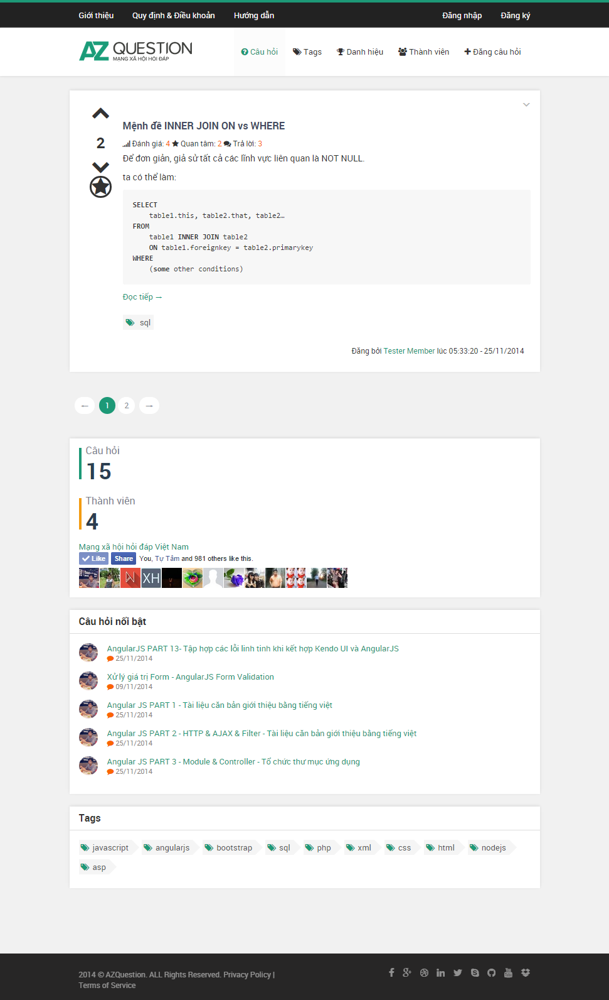 Giới thiệu Quy định & Điều khoản Hướng dẫn Đăng nhập Đăng ký
AZ QUESTION
MẠNG XÃ HỘI HỎI ĐÁP
Câu hỏi Tags Danh hiệu Thành viên Đăng câu hỏi
2
Mệnh đề INNER JOIN ON vs WHERE
Đánh giá: 4 Quan tâm: 2 Trả lời: 3
Để đơn giản, giả sử tất cả các lĩnh vực liên quan là NOT NULL.
ta có thể làm:
SELECT
table1.this, table2.that, table2…
FROM
table1 INNER JOIN table2
ON table1.foreignkey = table2.primarykey
WHERE
(some other conditions)
Đọc tiếp →
sql
Đăng bởi Tester Member lúc 05:33:20 - 25/11/2014
← 1 2 →
Câu hỏi
15
Thành viên
4
Mạng xã hội hỏi đáp Việt Nam
Like Share You, Tự Tâm and 981 others like this.
XH
Câu hỏi nổi bật
AngularJS PART 13- Tập hợp các lỗi linh tinh khi kết hợp Kendo UI và AngularJS
25/11/2014
Xử lý giá trị Form - AngularJS Form Validation
09/11/2014
Angular JS PART 1 - Tài liệu căn bản giới thiệu bằng tiếng việt
25/11/2014
Angular JS PART 2 - HTTP & AJAX & Filter - Tài liệu căn bản giới thiệu bằng tiếng việt
25/11/2014
Angular JS PART 3 - Module & Controller - Tổ chức thư mục ứng dụng
25/11/2014
Tags
javascript angularjs bootstrap sql php xml css html nodejs
asp
2014 © AZQuestion. ALL Rights Reserved. Privacy Policy |
Terms of Service